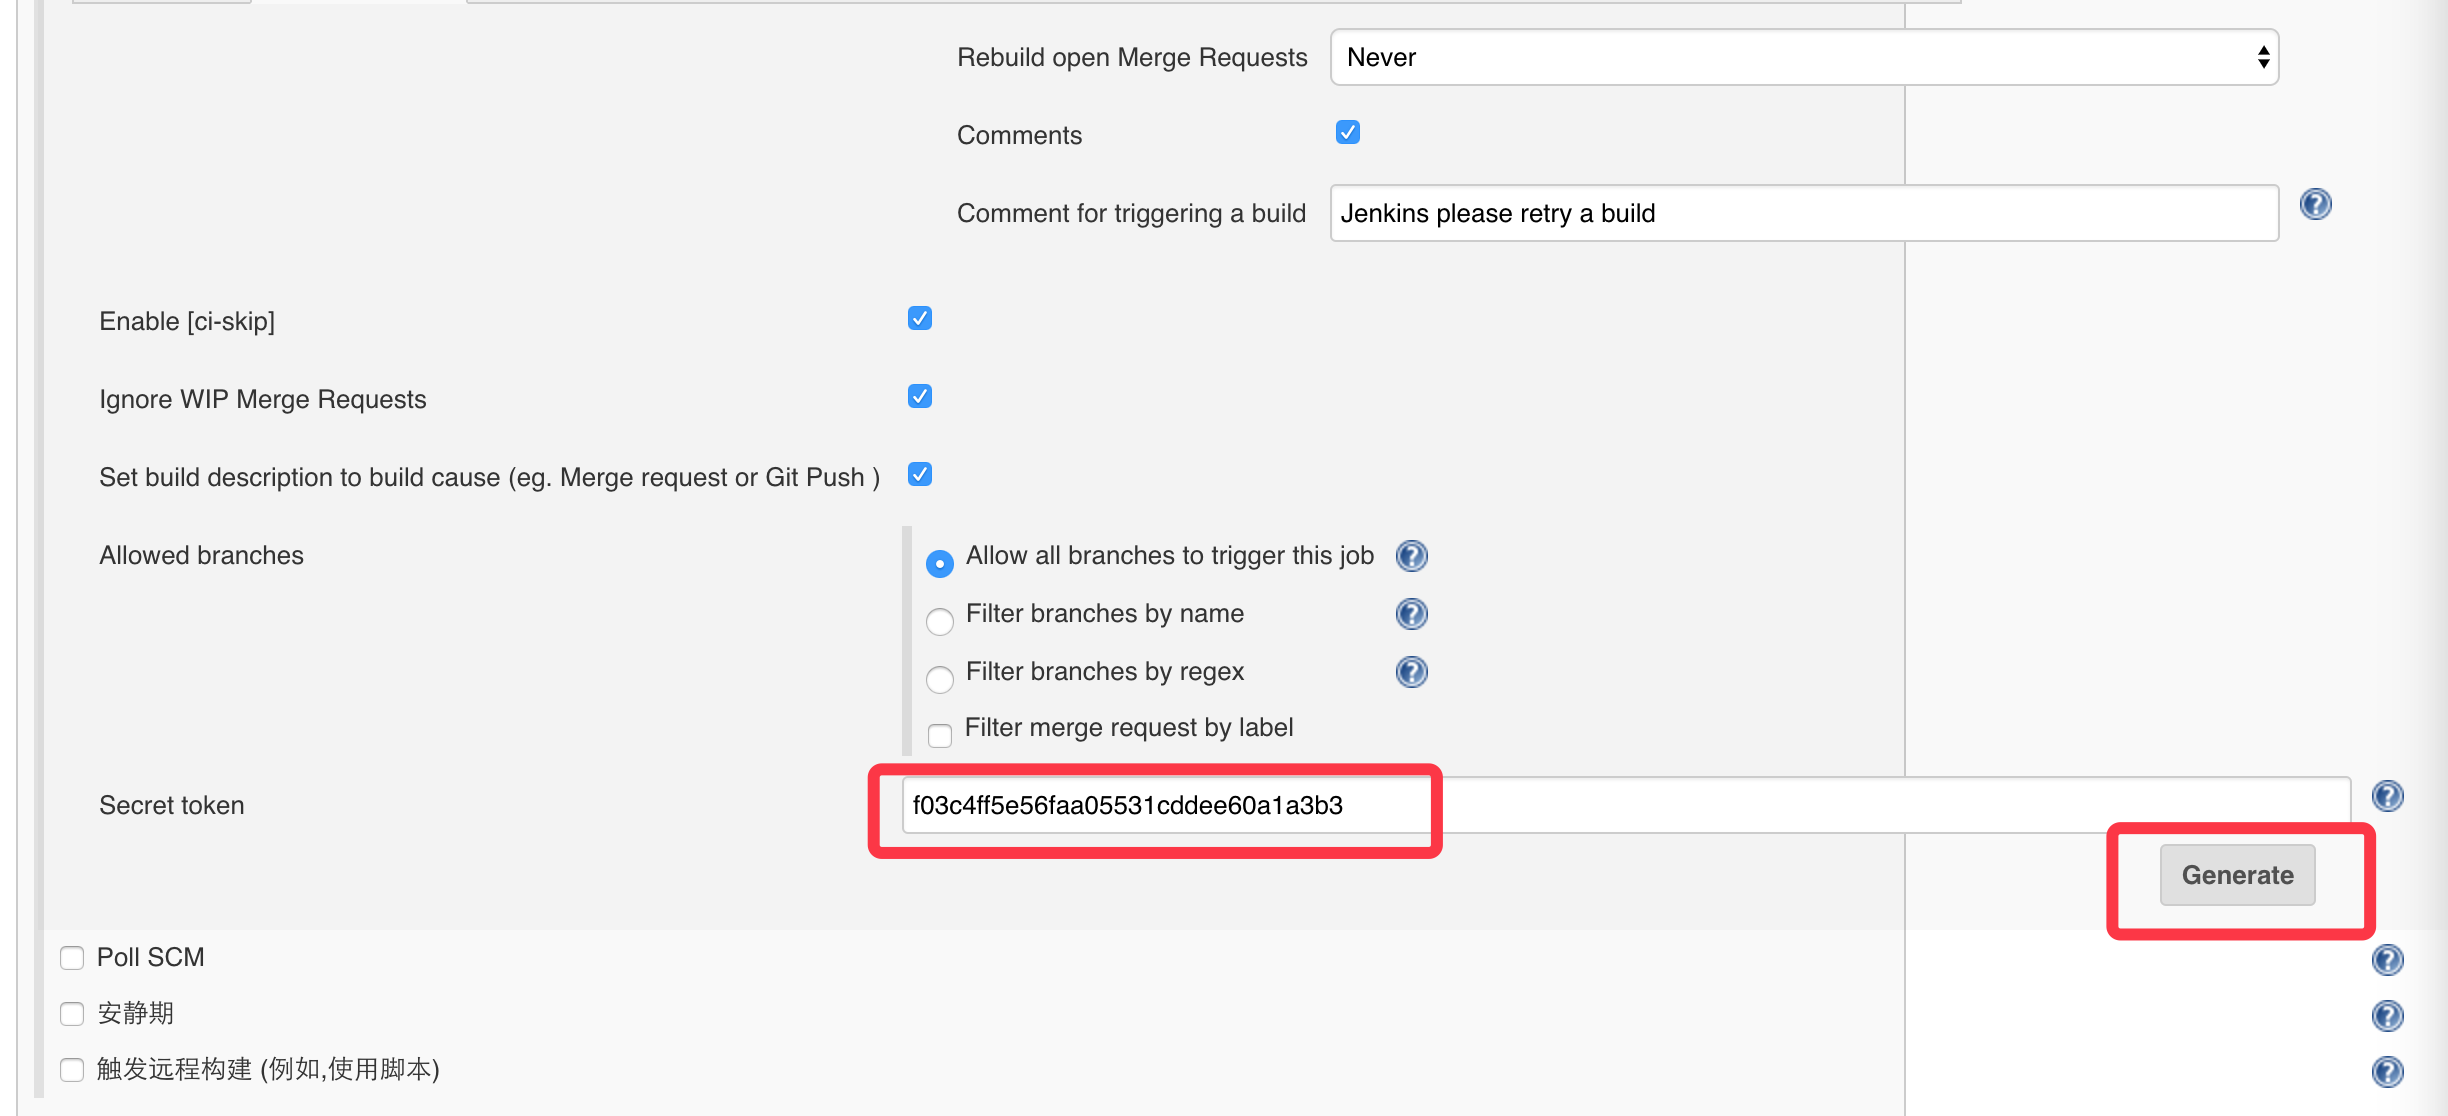 Rebuild open Merge Requests Never
Comments
Comment for triggering a build Jenkins please retry a build
Enable [ci-skip]
Ignore WIP Merge Requests
Set build description to build cause (eg. Merge request or Git Push )
Allowed branches Allow all branches to trigger this job
Filter branches by name
Filter branches by regex
Filter merge request by label
Secret token f03c4ff5e56faa05531cddee60a1a3b3
Generate
Poll SCM
安静期
触发远程构建 (例如,使用脚本)